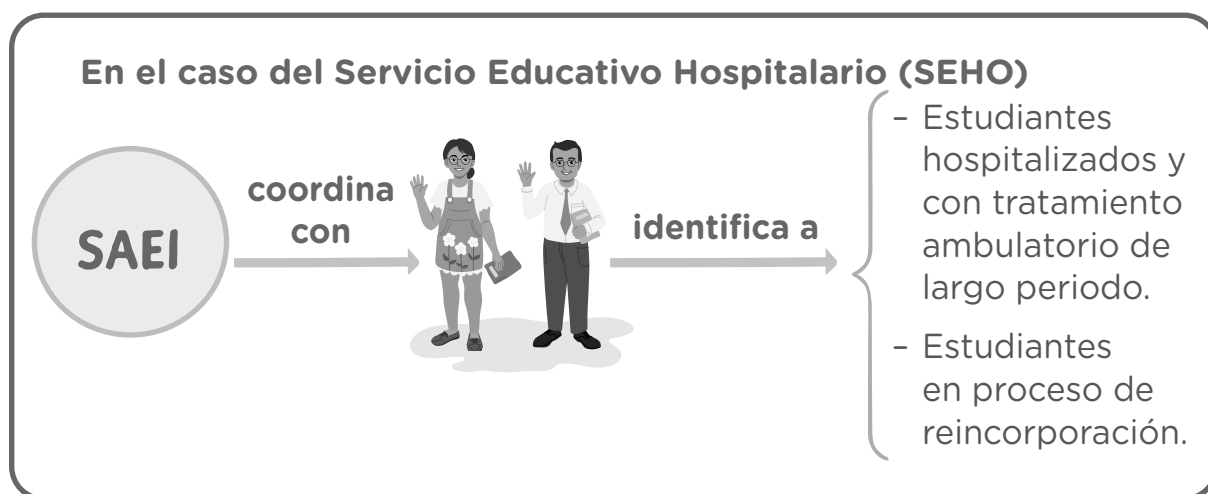 En el caso del Servicio Educativo Hospitalario (SEHO)
SAEI
coordina
con
identifica a
- Estudiantes
hospitalizados y
con tratamiento
ambulatorio de
largo periodo.
- Estudiantes
en proceso de
reincorporación.